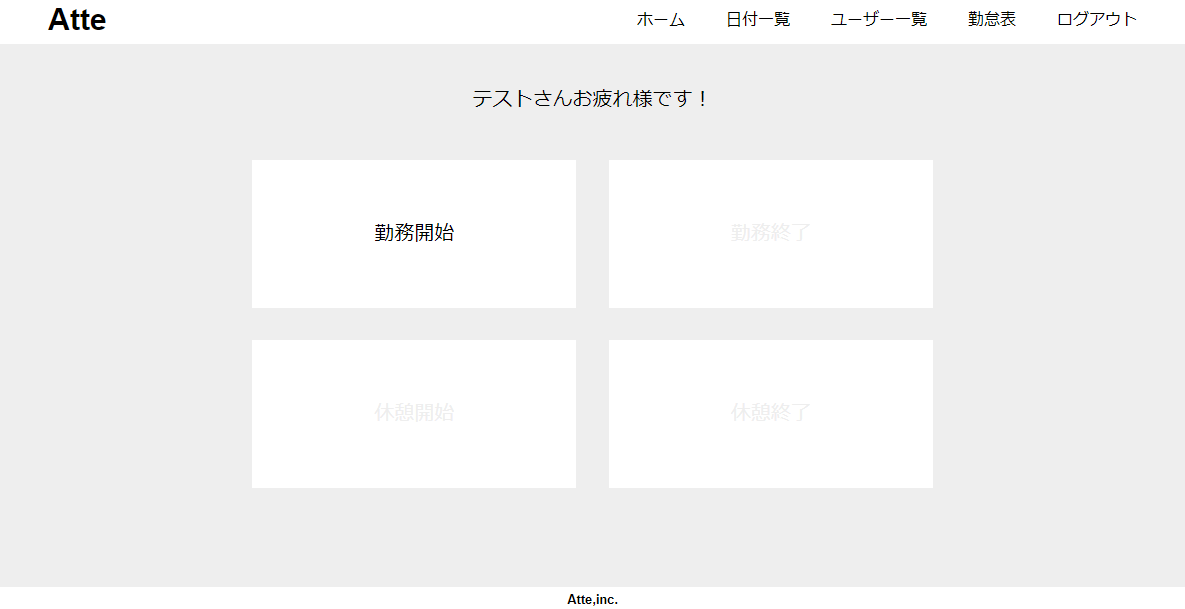 Atte
ホーム 日付一覧 ユーザー一覧 勤怠表 ログアウト
テストさんお疲れ様です！
勤務開始 勤務終了
休憩開始 休憩終了
Atte,inc.